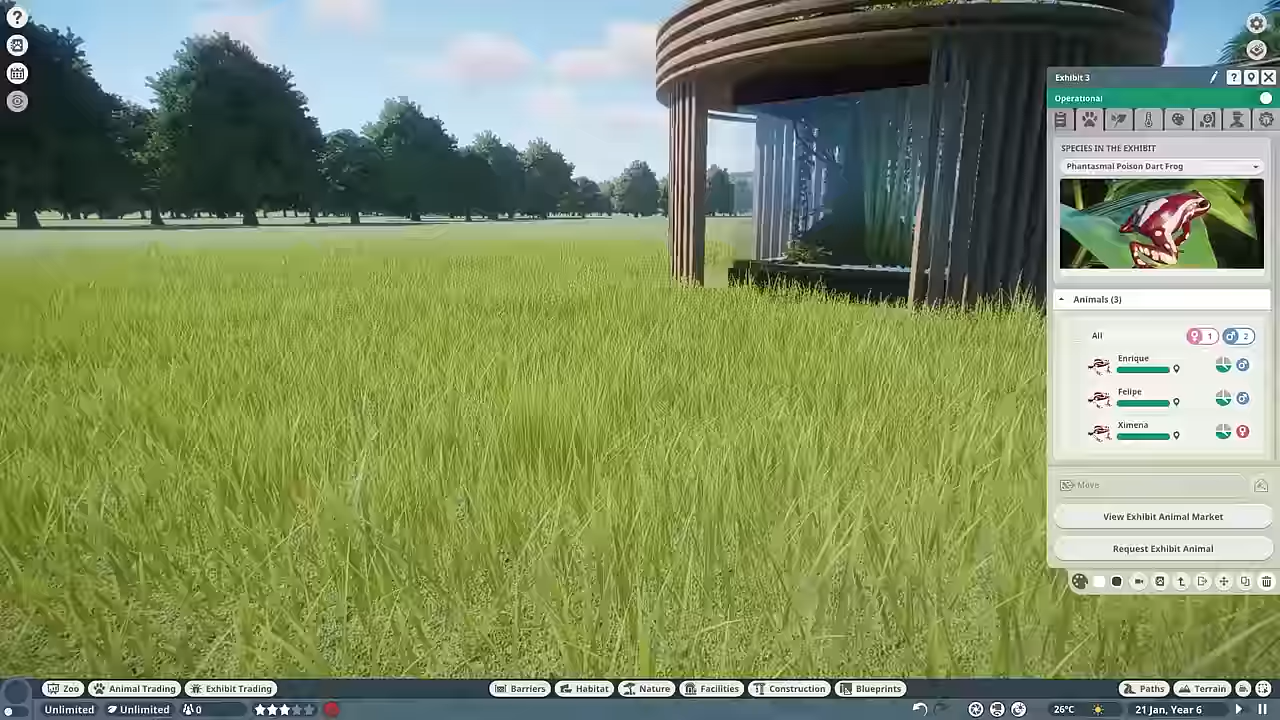 Exhibit 3
Operational
SPECIES IN THE EXHIBIT
Phantasmal Poison Dart Frog
Animals (3)
All 1 2
Enrique
Felipe
Ximena
Move
View Exhibit Animal Market
Request Exhibit Animal
Zoo Animal Trading Exhibit Trading Barriers Habitat Nature Facilities Construction Blueprints Paths Terrain
Unlimited Unlimited 0 26°C 21 Jan, Year 6